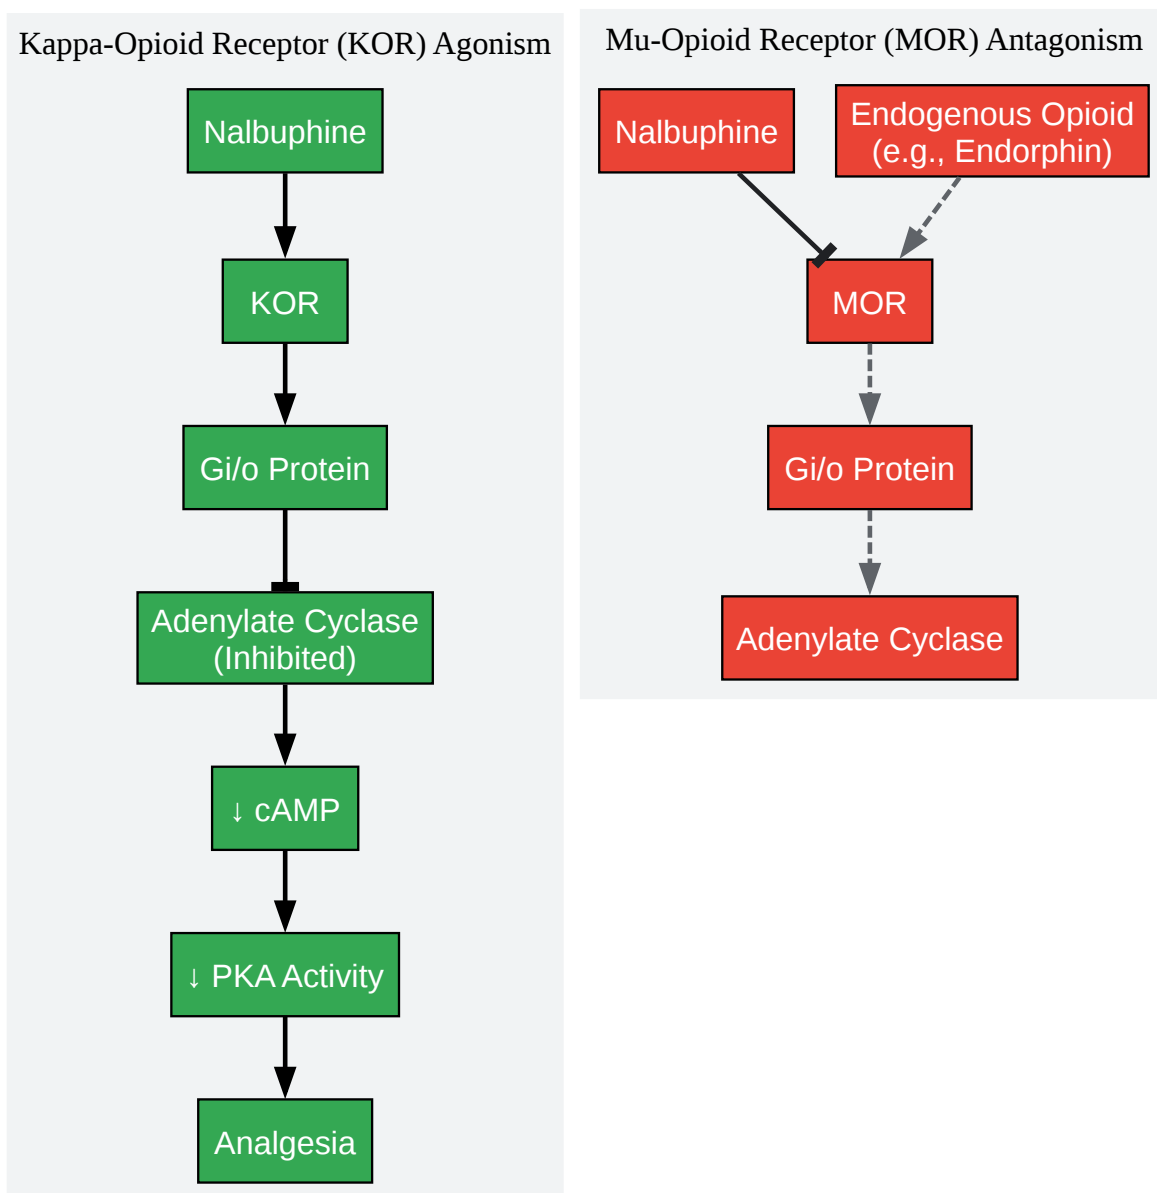 Kappa-Opioid Receptor (KOR) Agonism
Nalbuphine
KOR
Gi/o Protein
Adenylate Cyclase
(Inhibited)
↓ cAMP
↓ PKA Activity
Analgesia
Mu-Opioid Receptor (MOR) Antagonism
Nalbuphine
Endogenous Opioid
(e.g., Endorphin)
MOR
Gi/o Protein
Adenylate Cyclase